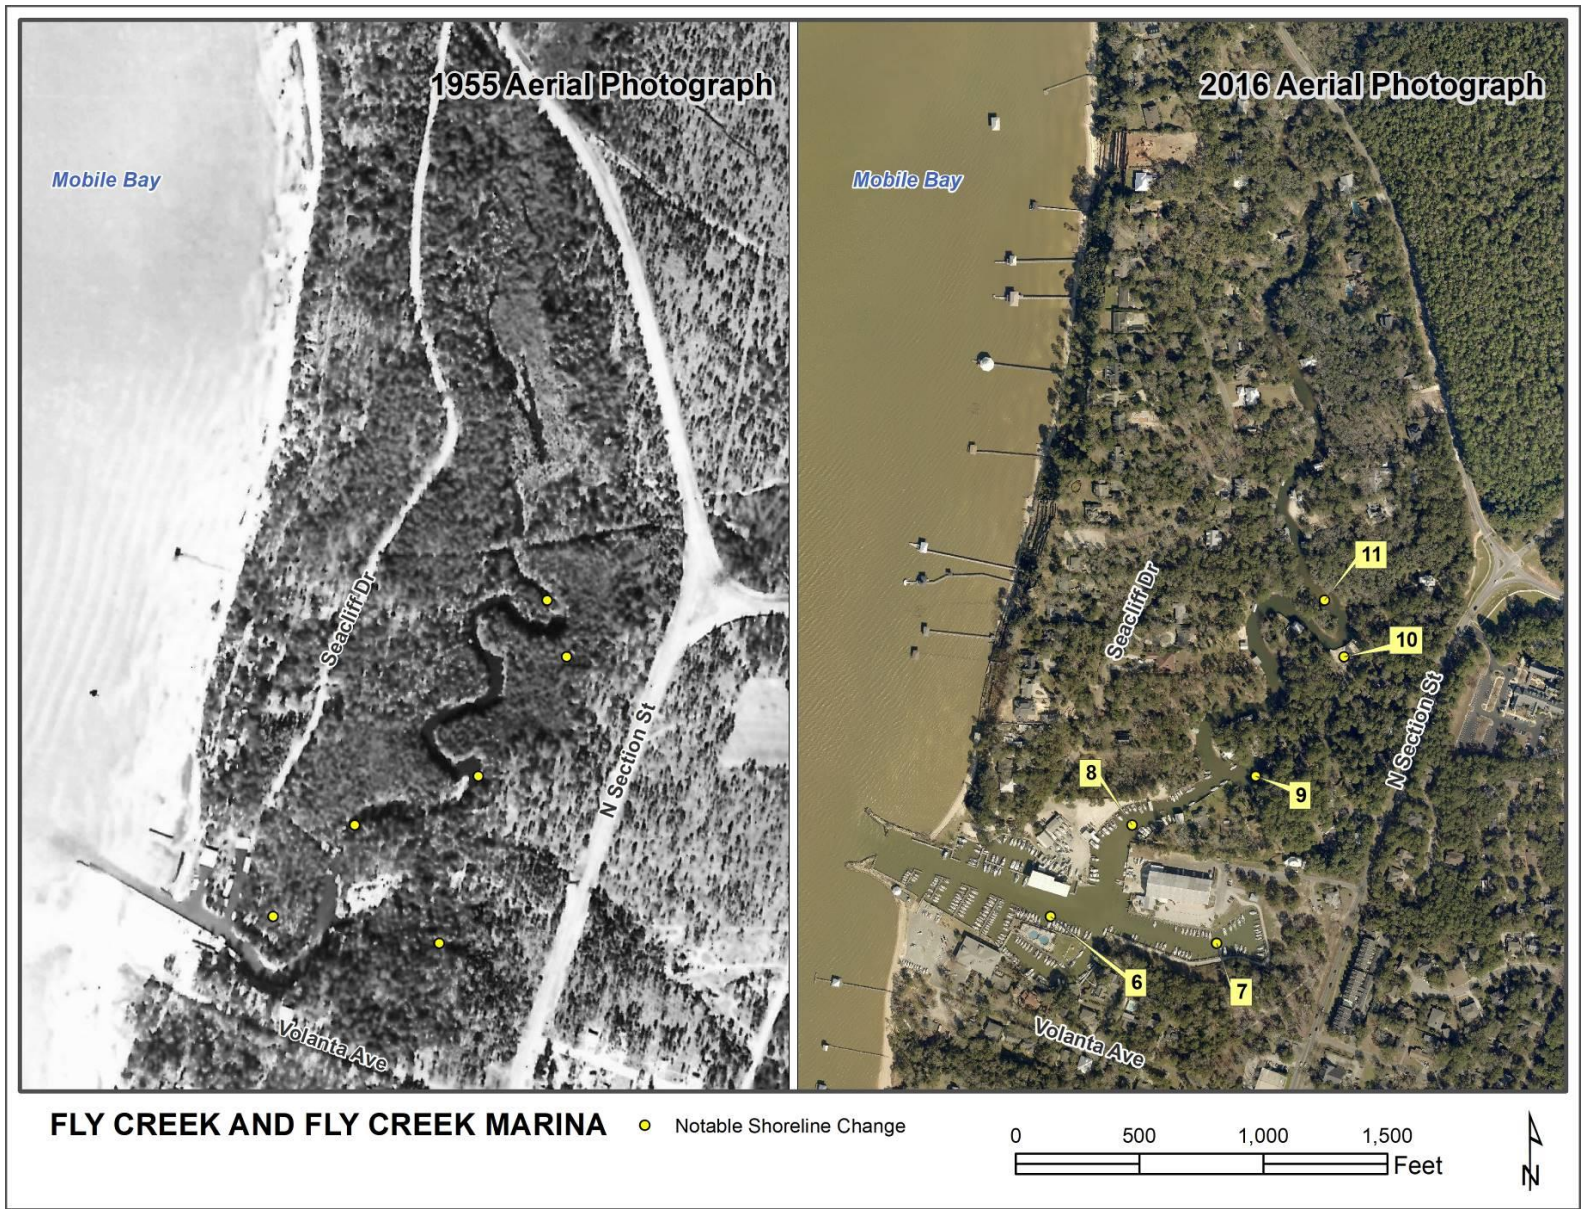 1955 Aerial Photograph
Mobile Bay
Seacliff Dr
N Section St
Volanta Ave
2016 Aerial Photograph
Mobile Bay
11
Seacliff Dr
10
N Section St
8
9
6
7
Volanta Ave
FLY CREEK AND FLY CREEK MARINA
Notable Shoreline Change
0 500 1,000 1,500
Feet
N